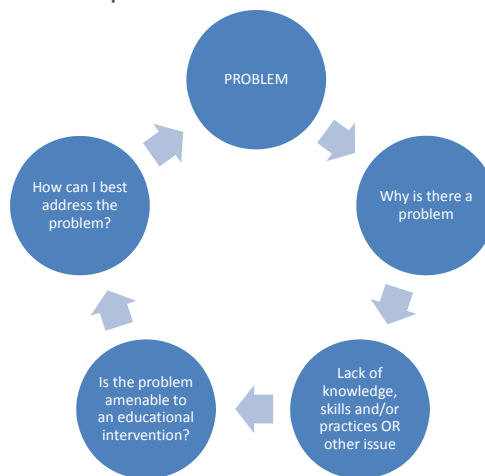 PROBLEM
Why is there a
problem
Lack of
knowledge,
skills and/or
practices OR
other issue
Is the problem
amenable to
an educational
intervention?
How can I best
address the
problem?